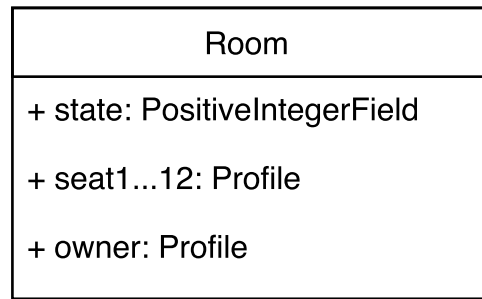 Room
+ state: PositiveIntegerField
+ seat1...12: Profile
+ owner: Profile